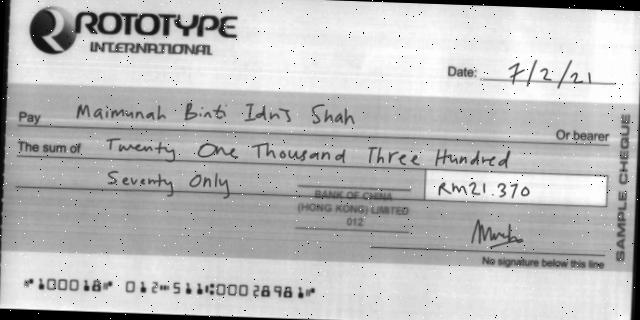 ROTOTYPE
INTERNATIONAL
Date: 7/2/21
Pay Maimunah Binti Idris Shah
Or bearer
The sum of Twenty One Thousand Three Hundred
Seventy Only
RM21.370
BANK OF CHINA
(HONG KONG) LIMITED
012
No signature below this line
SAMPLE CHEQUE
"100018" 012"511:00028981"